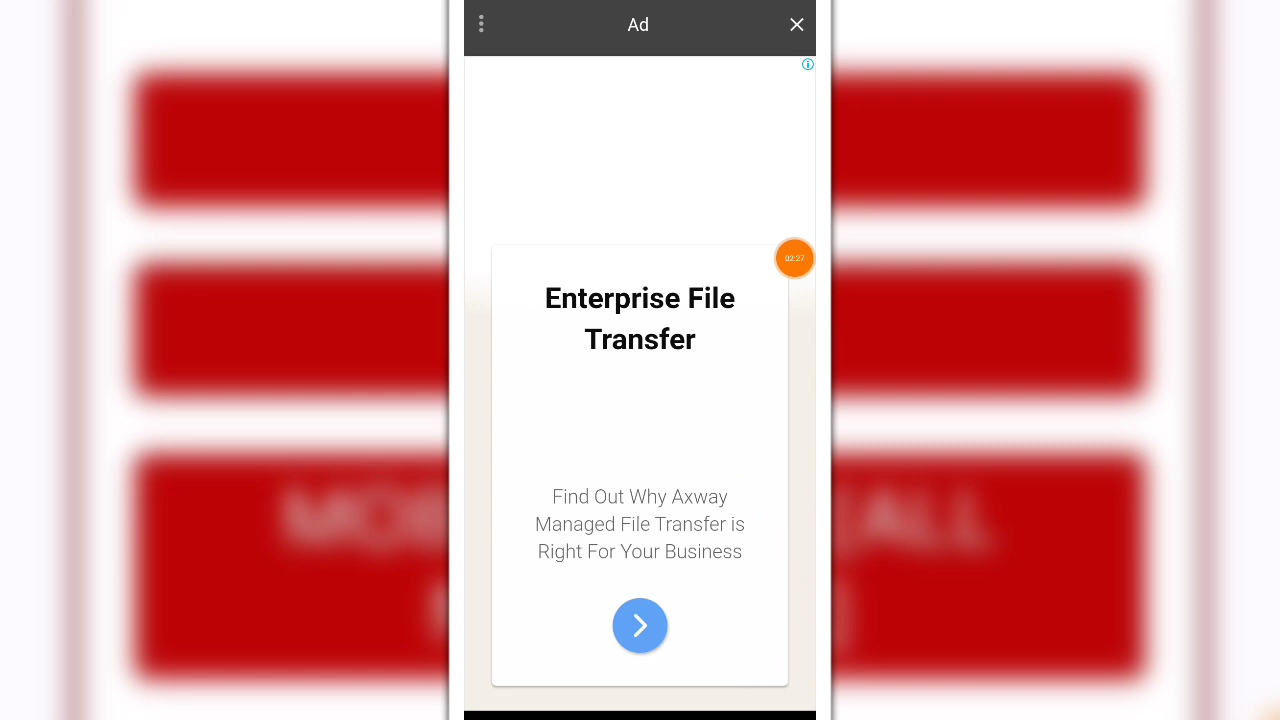 Ad
02:27
Enterprise File
Transfer
Find Out Why Axway
Managed File Transfer is
Right For Your Business